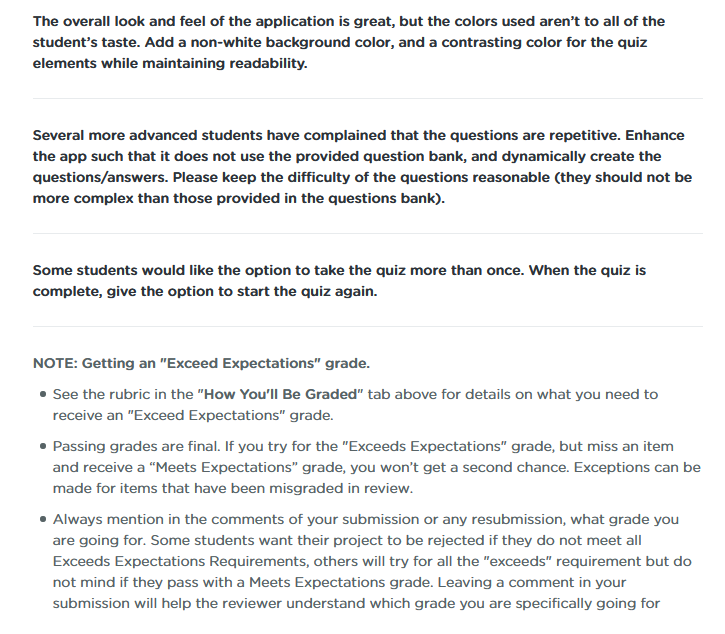 The overall look and feel of the application is great, but the colors used aren’t to all of the
student’s taste. Add a non-white background color, and a contrasting color for the quiz
elements while maintaining readability.
Several more advanced students have complained that the questions are repetitive. Enhance
the app such that it does not use the provided question bank, and dynamically create the
questions/answers. Please keep the difficulty of the questions reasonable (they should not be
more complex than those provided in the questions bank).
Some students would like the option to take the quiz more than once. When the quiz is
complete, give the option to start the quiz again.
NOTE: Getting an "Exceed Expectations" grade.
• See the rubric in the "How You'll Be Graded" tab above for details on what you need to
receive an "Exceed Expectations" grade.
• Passing grades are final. If you try for the "Exceeds Expectations" grade, but miss an item
and receive a “Meets Expectations” grade, you won’t get a second chance. Exceptions can be
made for items that have been misgraded in review.
• Always mention in the comments of your submission or any resubmission, what grade you
are going for. Some students want their project to be rejected if they do not meet all
Exceeds Expectations Requirements, others will try for all the "exceeds" requirement but do
not mind if they pass with a Meets Expectations grade. Leaving a comment in your
submission will help the reviewer understand which grade you are specifically going for